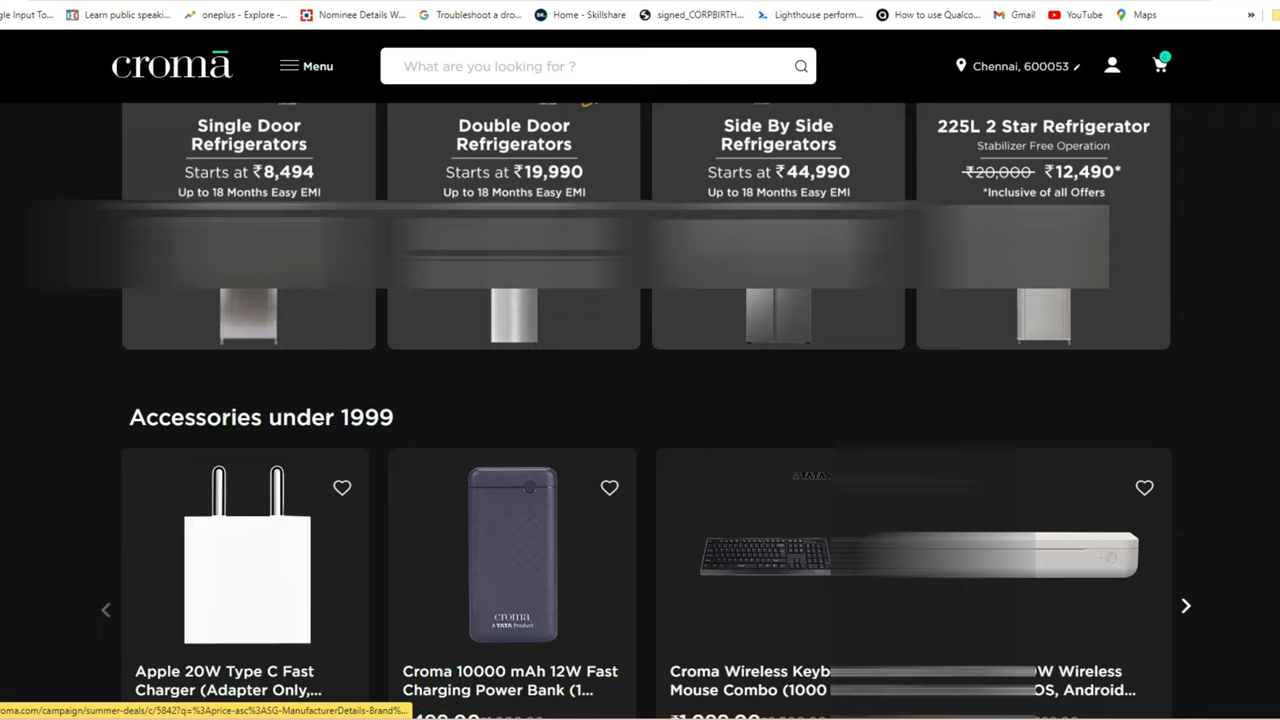 gle Input To...
Learn public speaki...
oneplus - Explore -...
Nominee Details W...
Troubleshoot a dro...
Home - Skillshare
signed_CORPBIRTH...
Lighthouse perform...
How to use Qualco...
Gmail
YouTube
Maps
»
croma
Menu
What are you looking for ?
Chennai, 600053
0
Single Door
Refrigerators
Starts at ₹8,494
Up to 18 Months Easy EMI
Double Door
Refrigerators
Starts at ₹19,990
Up to 18 Months Easy EMI
Side By Side
Refrigerators
Starts at ₹44,990
Up to 18 Months Easy EMI
225L 2 Star Refrigerator
Stabilizer Free Operation
₹20,000 ₹12,490*
*Inclusive of all Offers
Accessories under 1999
A TATA
croma
A TATA Product
Apple 20W Type C Fast
Charger (Adapter Only,...
Croma 10000 mAh 12W Fast
Charging Power Bank (1...
Croma Wireless Keyb
Mouse Combo (1000
W Wireless
OS, Android...
roma.com/campaign/summer-deals/c/5842?q=%3Aprice-asc%3ASG-ManufacturerDetails-Brand%...